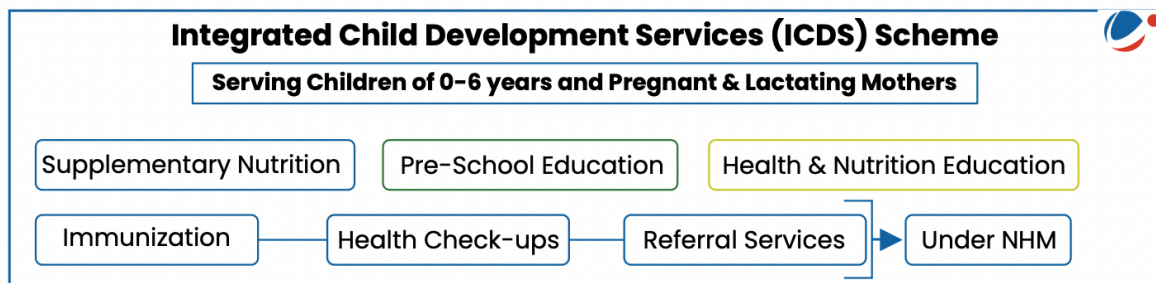 Integrated Child Development Services (ICDS) Scheme
Serving Children of 0-6 years and Pregnant & Lactating Mothers
Supplementary Nutrition Pre-School Education Health & Nutrition Education
Immunization Health Check-ups Referral Services Under NHM